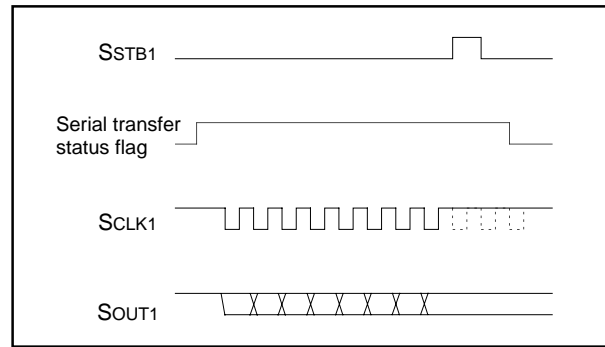 SSTB1
Serial transfer
status flag
SCLK1
SOUT1